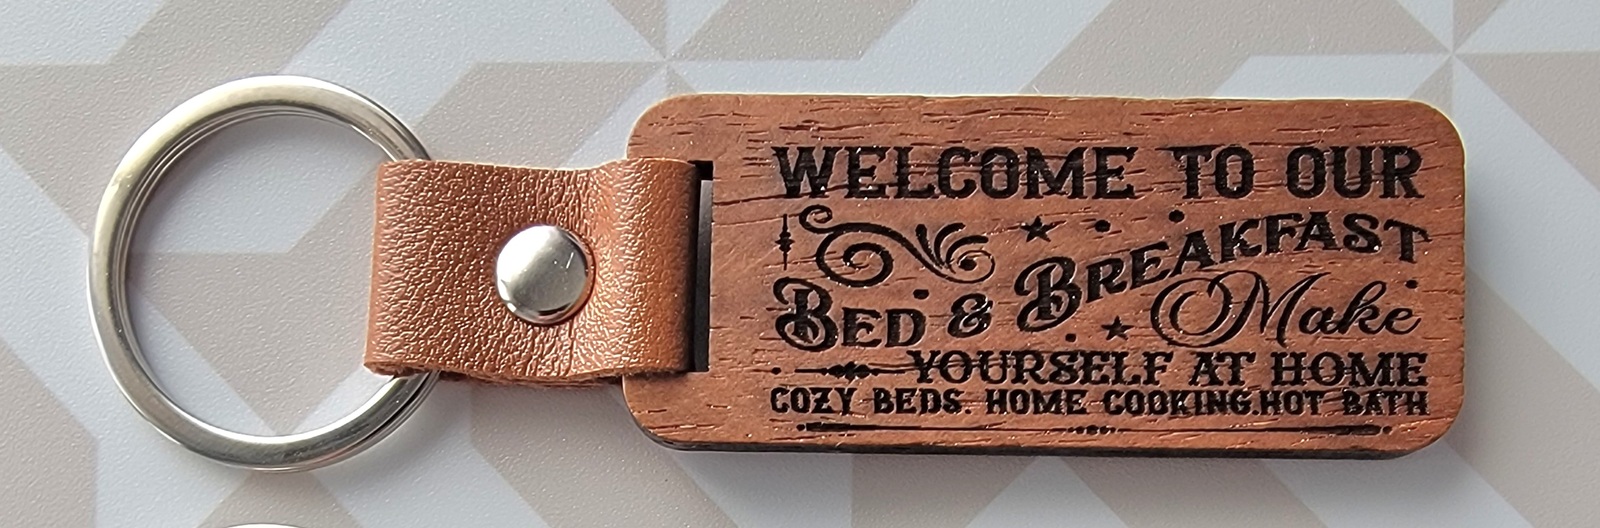 WELCOME TO OUR
BED & BREAKFAST
Make
YOURSELF AT HOME
COZY BEDS. HOME COOKING.HOT BATH